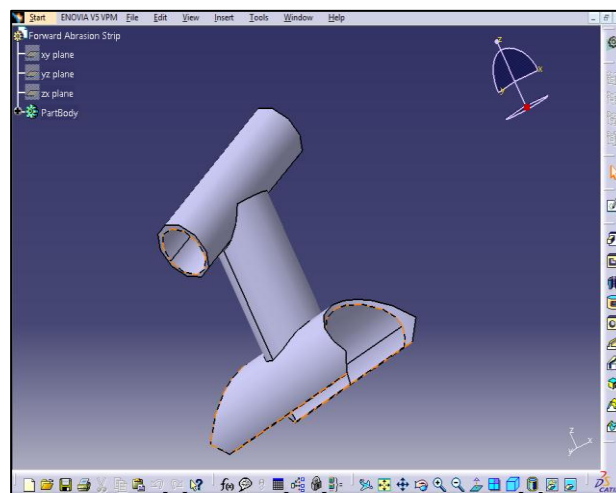 Start ENOVIA V5 VPM File Edit View Insert Tools Window Help
Forward Abrasion Strip
xy plane
yz plane
zx plane
PartBody
z
x
y
z
y x
f(x)